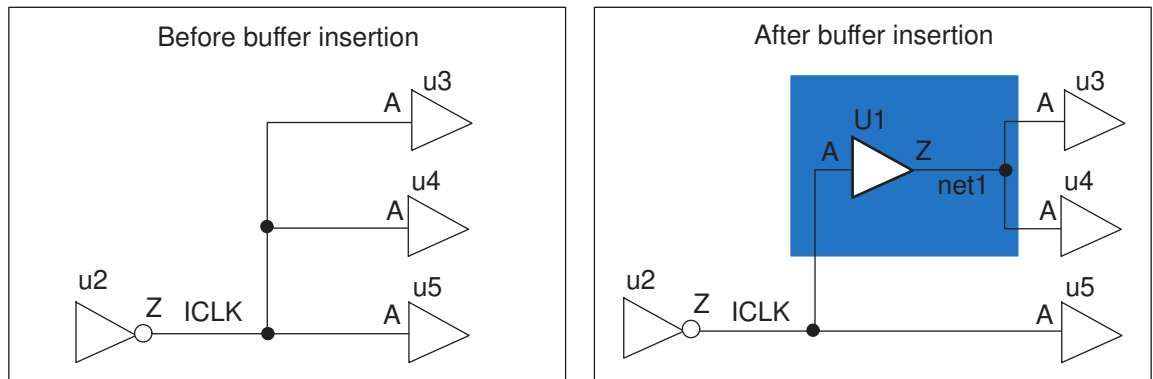 Before buffer insertion
u3
A
u4
A
u2
Z
ICLK
u5
A
After buffer insertion
u3
A
U1
A
Z
net1
u4
A
u2
Z
ICLK
u5
A